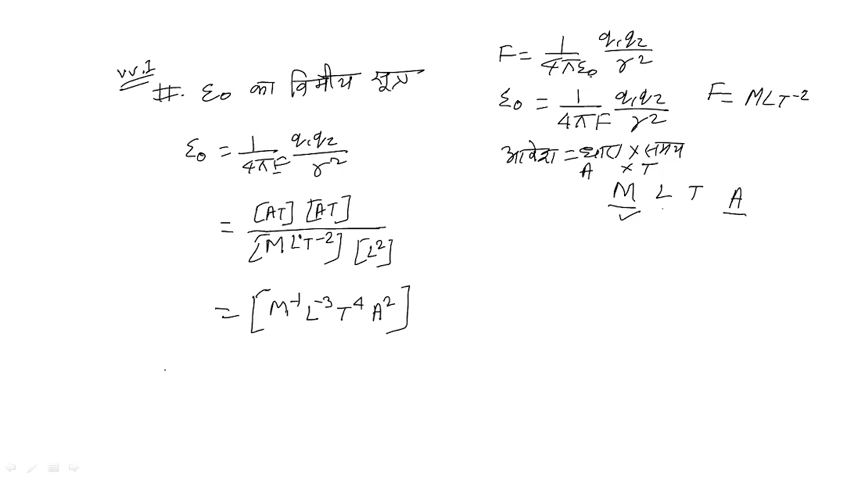 vv.I
#. ε₀ का विमीय सूत्र
ε₀ = 1/4πF q₁q₂/r²
= [AT] [AT] / [M L¹T⁻²] [L²]
= [M⁻¹ L⁻³ T⁴ A²]
F = 1/4πε₀ q₁q₂/r²
ε₀ = 1/4πF q₁q₂/r² F = MLT⁻²
आवेश = धारा × समय
A × T
M L T A